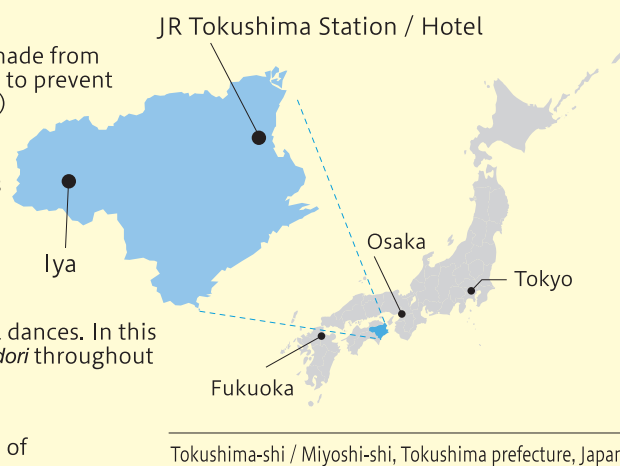 JR Tokushima Station / Hotel
made from
to prevent
)
Iya
Osaka
Tokyo
dances. In this
dori throughout
Fukuoka
of
Tokushima-shi / Miyoshi-shi, Tokushima prefecture, Japan